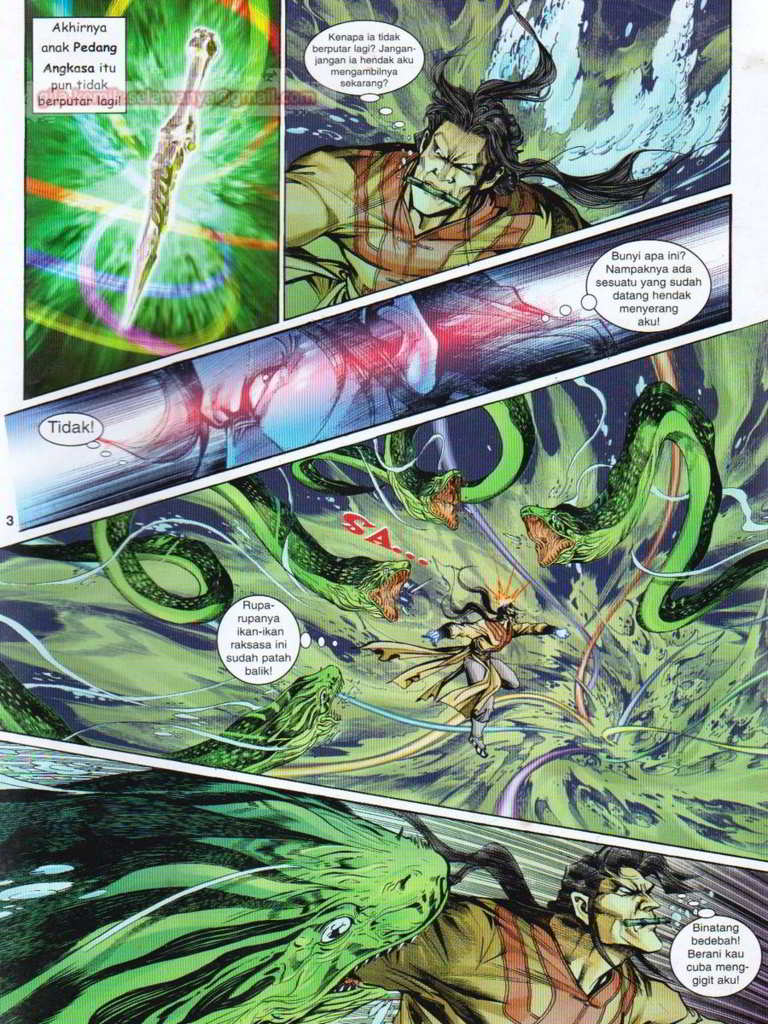 Akhirnya
anak Pedang
Angkasa itu
pun tidak
berputar lagi!
Kenapa ia tidak
berputar lagi? Jangan-
jangan ia hendak aku
mengambilnya
sekarang?
Bunyi apa ini?
Nampaknya ada
sesuatu yang sudah
datang hendak
menyerang
aku!
Tidak!
3
SA...
Rupa-
rupanya
ikan-ikan
raksasa ini
sudah patah
balik!
Binatang
bedebah!
Berani kau
cuba meng-
gigit aku!